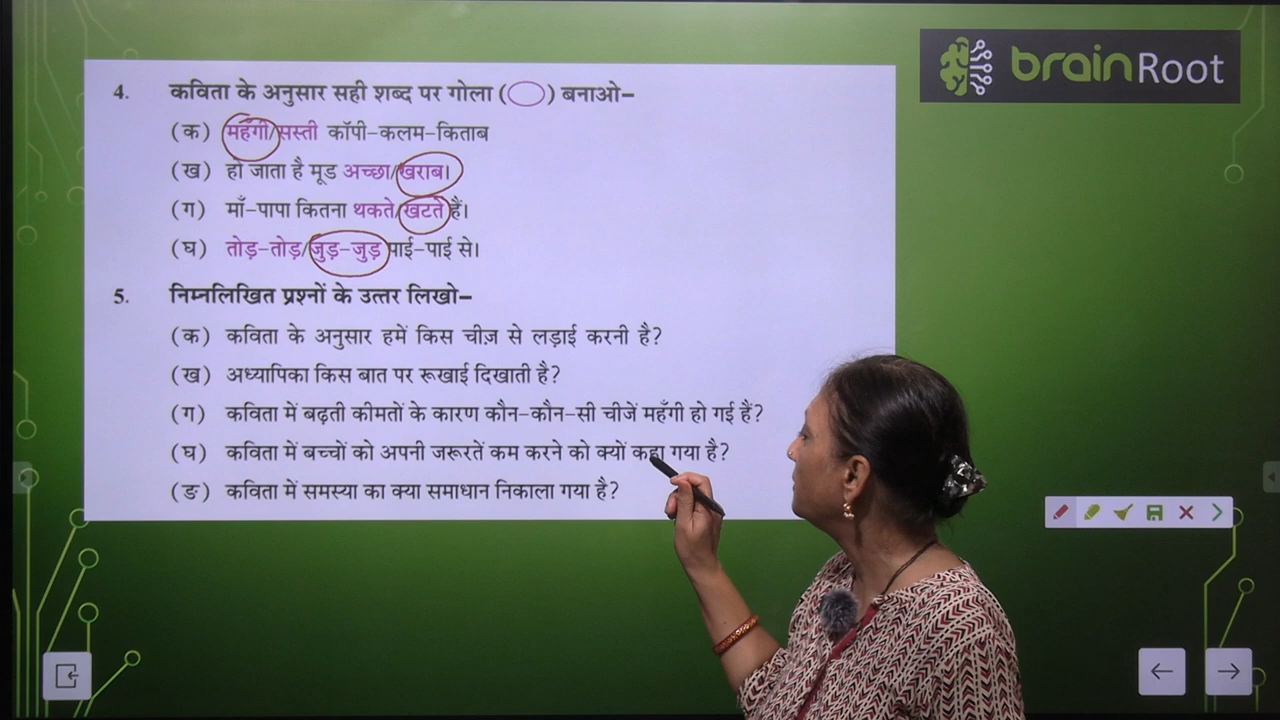 brainRoot
4. कविता के अनुसार सही शब्द पर गोला ( ) बनाओ–
(क) महँगी/सस्ती कॉपी-कलम-किताब
(ख) हो जाता है मूड अच्छा/खराब।
(ग) माँ-पापा कितना थकते/खटते हैं।
(घ) तोड़-तोड़/जुड़-जुड़ पाई-पाई से।
5. निम्नलिखित प्रश्नों के उत्तर लिखो–
(क) कविता के अनुसार हमें किस चीज़ से लड़ाई करनी है?
(ख) अध्यापिका किस बात पर रूखाई दिखाती है?
(ग) कविता में बढ़ती कीमतों के कारण कौन-कौन-सी चीजें महँगी हो गई हैं?
(घ) कविता में बच्चों को अपनी जरूरतें कम करने को क्यों कहा गया है?
(ङ) कविता में समस्या का क्या समाधान निकाला गया है?